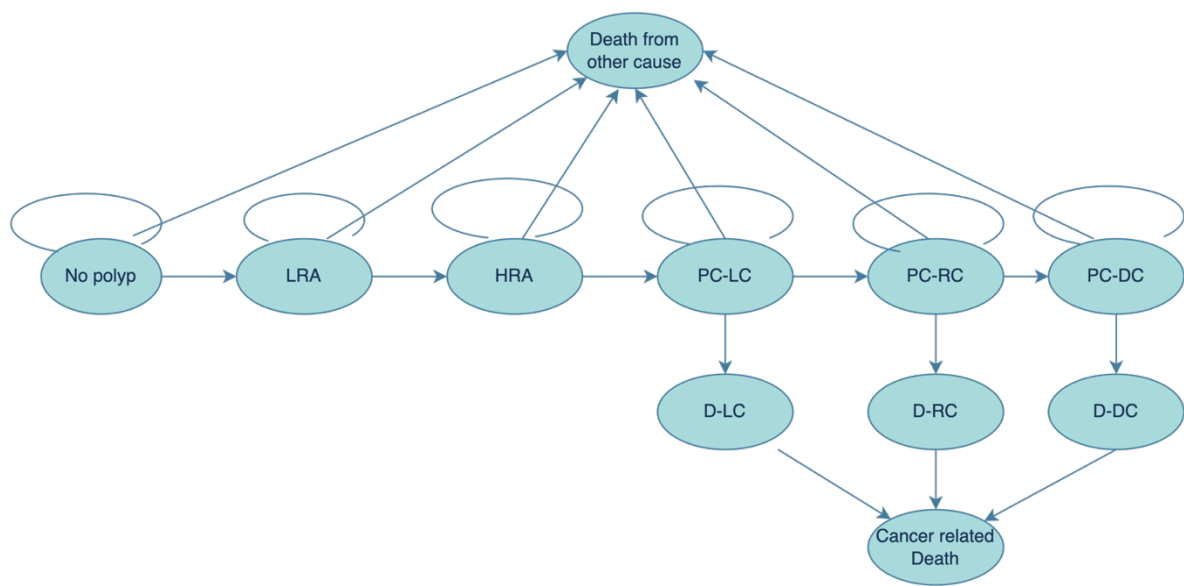 Death from
other cause
No polyp
LRA
HRA
PC-LC
PC-RC
PC-DC
D-LC
D-RC
D-DC
Cancer related
Death